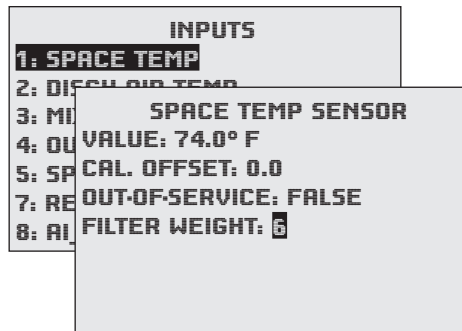 INPUTS
1: SPACE TEMP
2:
3:
4:
5:
7:
8:
SPACE TEMP SENSOR
VALUE: 74.0° F
CAL. OFFSET: 0.0
OUT-OF-SERVICE: FALSE
FILTER WEIGHT: 6